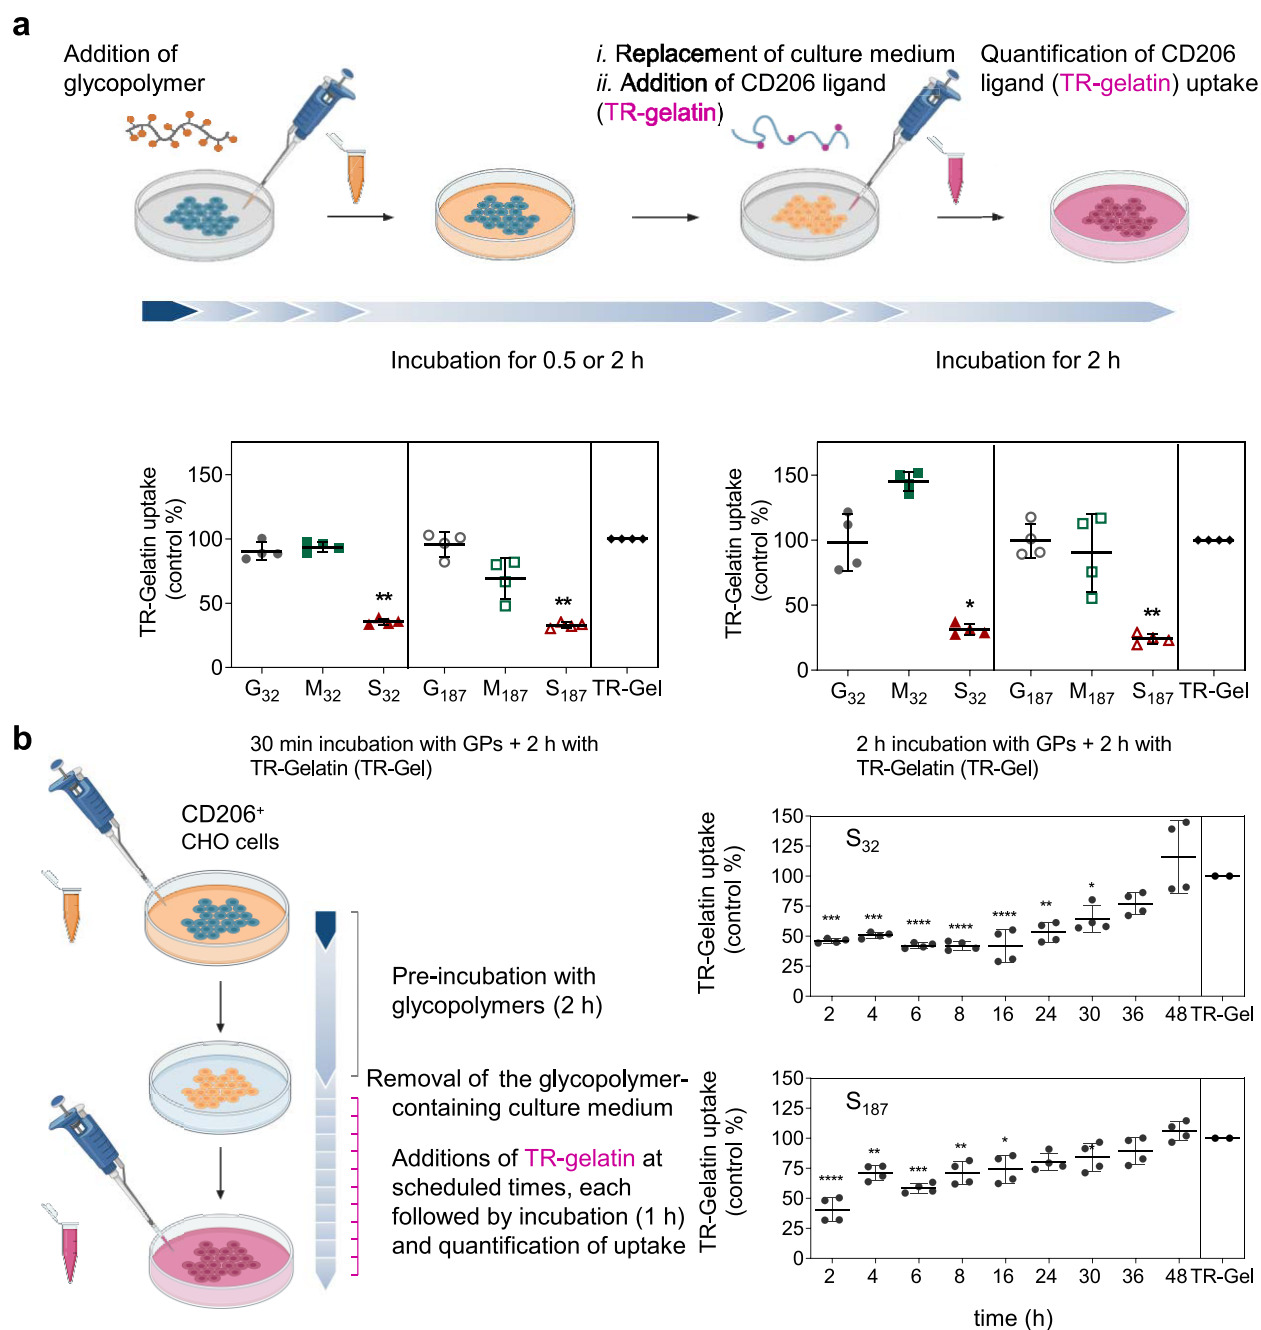 a
Addition of
glycopolymer
i. Replacement of culture medium
ii. Addition of CD206 ligand
(TR-gelatin)
Quantification of CD206
ligand (TR-gelatin) uptake
Incubation for 0.5 or 2 h
Incubation for 2 h
TR-Gelatin uptake
(control %)
150
100
50
0
**
**
G32 M32 S32 G187 M187 S187 TR-Gel
30 min incubation with GPs + 2 h with
TR-Gelatin (TR-Gel)
TR-Gelatin uptake
(control %)
150
100
50
0
*
**
G32 M32 S32 G187 M187 S187 TR-Gel
2 h incubation with GPs + 2 h with
TR-Gelatin (TR-Gel)
b
CD206+
CHO cells
Pre-incubation with
glycopolymers (2 h)
Removal of the glycopolymer-
containing culture medium
Additions of TR-gelatin at
scheduled times, each
followed by incubation (1 h)
and quantification of uptake
TR-Gelatin uptake
(control %)
150
125
100
75
50
25
0
S32
*** *** **** **** **** ** *
2 4 6 8 16 24 30 36 48 TR-Gel
TR-Gelatin uptake
(control %)
150
125
100
75
50
25
0
S187
**** ** *** ** * *
2 4 6 8 16 24 30 36 48 TR-Gel
time (h)